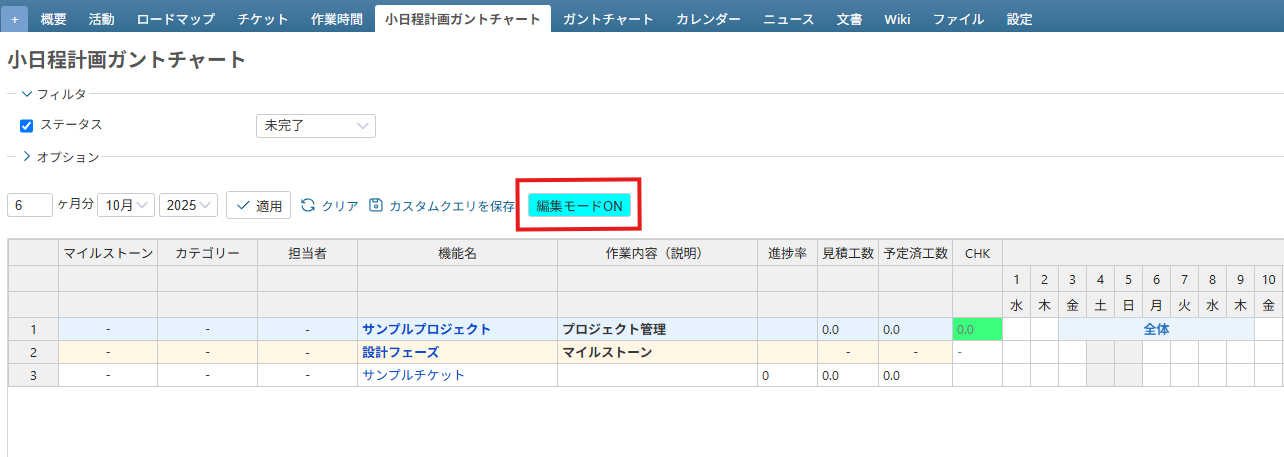 + 概要 活動 ロードマップ チケット 作業時間 小日程計画ガントチャート ガントチャート カレンダー ニュース 文書 Wiki ファイル 設定
小日程計画ガントチャート
フィルタ
ステータス 未完了
オプション
6 ヶ月分 10月 2025 適用 クリア カスタムクエリを保存 編集モードON
マイルストーン カテゴリー 担当者 機能名 作業内容（説明） 進捗率 見積工数 予定済工数 CHK
1 2 3 4 5 6 7 8 9 10
水 木 金 土 日 月 火 水 木 金
1 - - - サンプルプロジェクト プロジェクト管理 0.0 0.0 0.0 全体
2 - - - 設計フェーズ マイルストーン - - -
3 - - - サンプルチケット 0 0.0 0.0